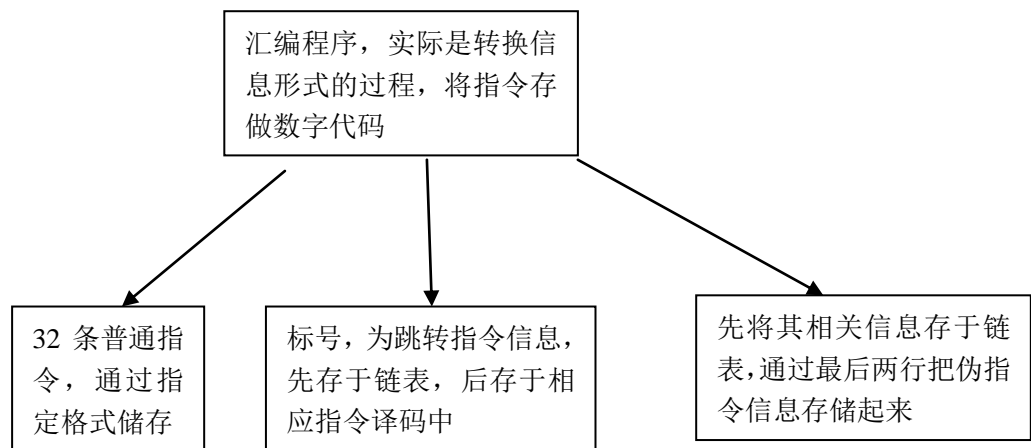 汇编程序，实际是转换信
息形式的过程，将指令存
做数字代码
32 条普通指
令，通过指
定格式储存
标号，为跳转指令信息，
先存于链表，后存于相
应指令译码中
先将其相关信息存于链
表，通过最后两行把伪指
令信息存储起来